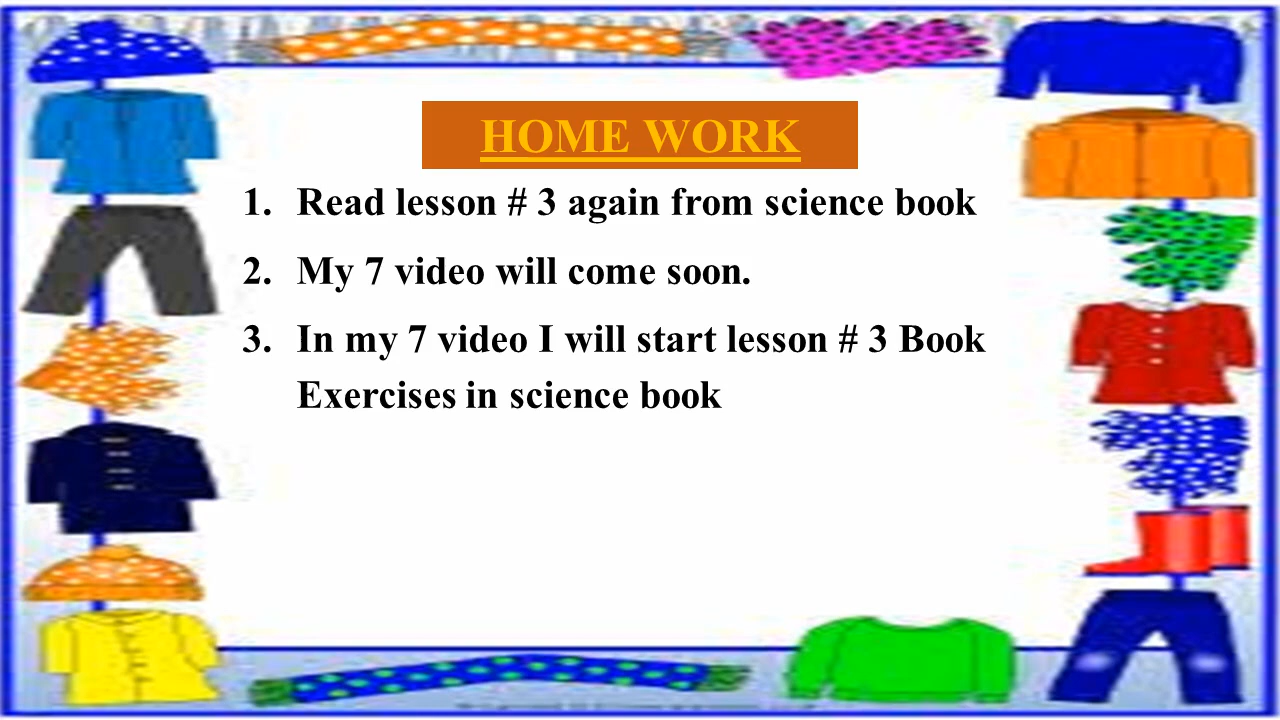 HOME WORK
1. Read lesson # 3 again from science book
2. My 7 video will come soon.
3. In my 7 video I will start lesson # 3 Book
Exercises in science book